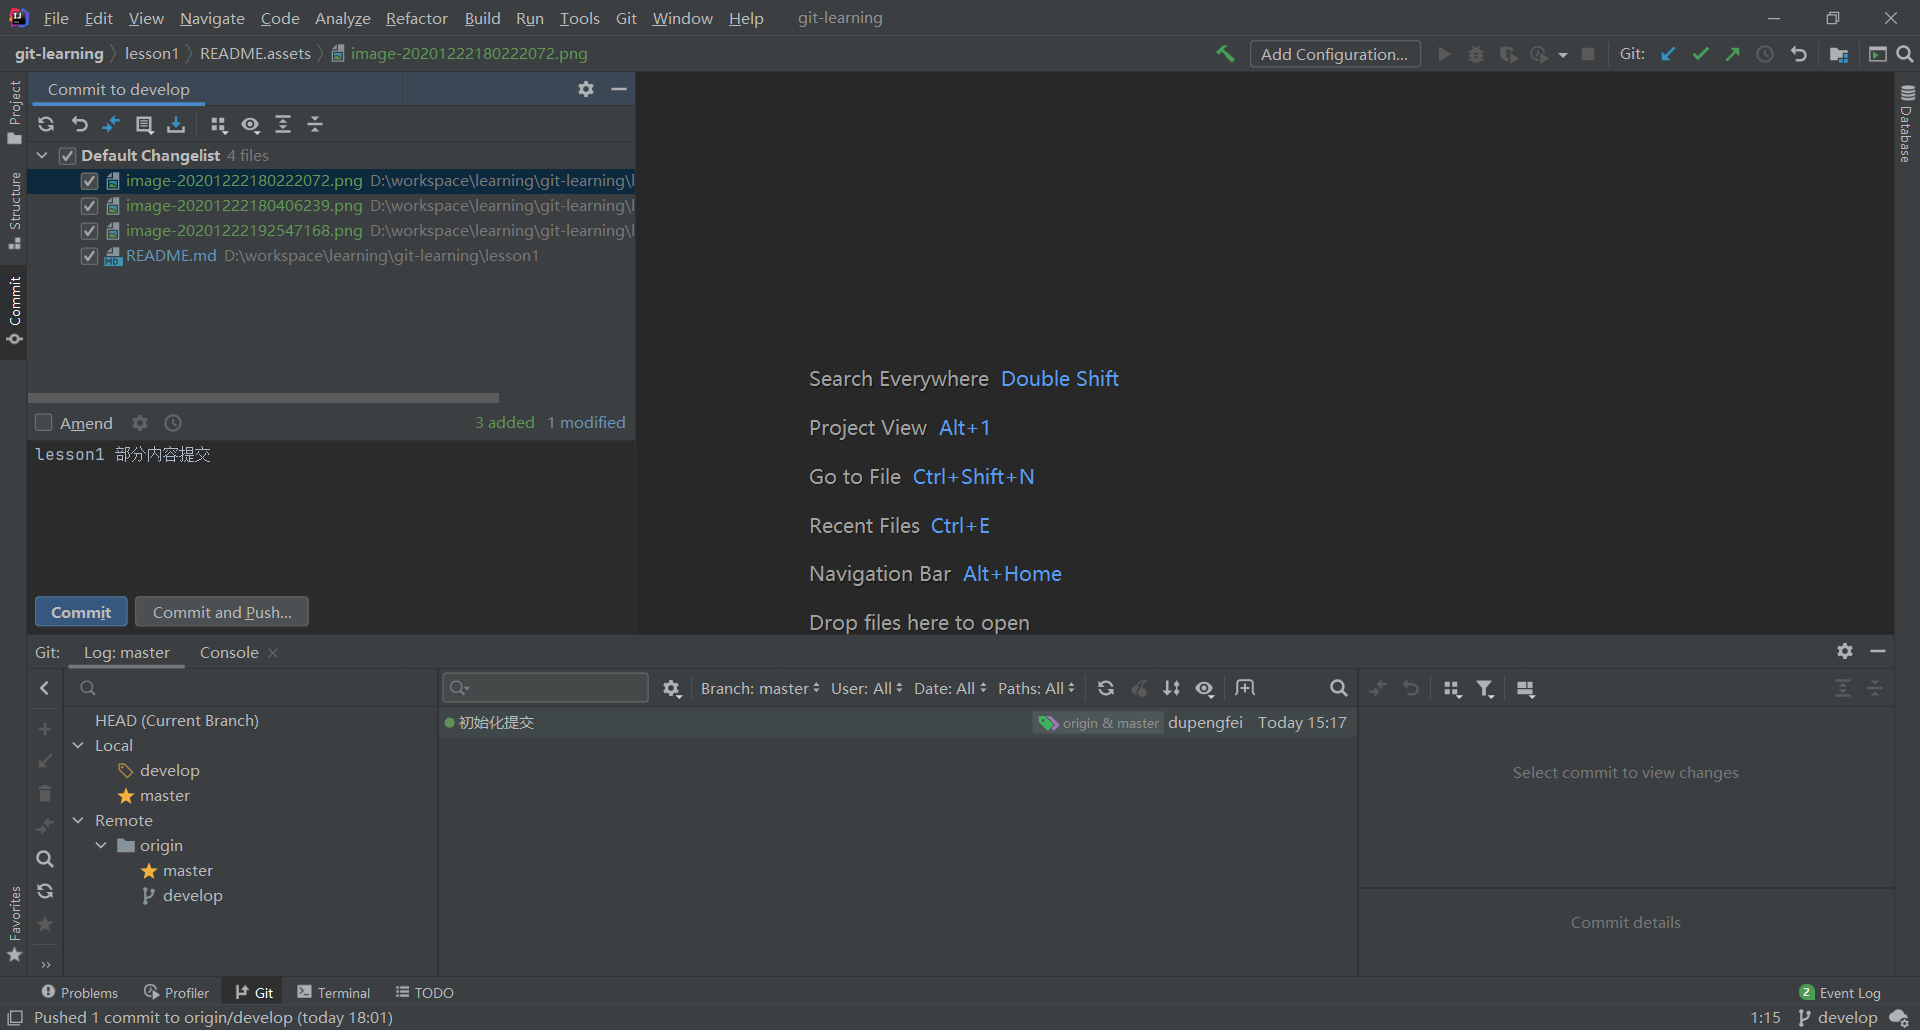 File Edit View Navigate Code Analyze Refactor Build Run Tools Git Window Help git-learning
git-learning lesson1 README.assets image-20201222180222072.png Add Configuration... Git:
Project
Structure
Commit
Favorites
Database
Commit to develop
Default Changelist 4 files
image-20201222180222072.png D:\workspace\learning\git-learning\l
image-20201222180406239.png D:\workspace\learning\git-learning\l
image-20201222192547168.png D:\workspace\learning\git-learning\l
README.md D:\workspace\learning\git-learning\lesson1
Amend 3 added 1 modified
lesson1 部分内容提交
Commit Commit and Push...
Search Everywhere Double Shift
Project View Alt+1
Go to File Ctrl+Shift+N
Recent Files Ctrl+E
Navigation Bar Alt+Home
Drop files here to open
Git: Log: master Console
Branch: master User: All Date: All Paths: All
HEAD (Current Branch)
Local
develop
master
Remote
origin
master
develop
初始化提交 origin & master dupengfei Today 15:17
Select commit to view changes
Commit details
Problems Profiler Git Terminal TODO 2 Event Log
Pushed 1 commit to origin/develop (today 18:01) 1:15 develop